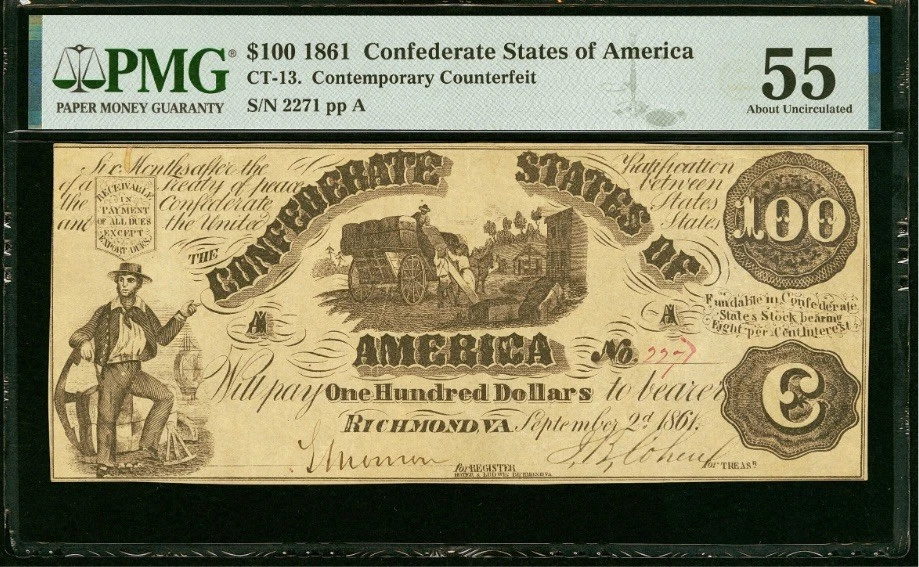 PMG®
PAPER MONEY GUARANTY
$100 1861 Confederate States of America
CT-13. Contemporary Counterfeit
S/N 2271 pp A
55
About Uncirculated
Six Months after the Ratification
of a Treaty of peace between
the Confederate States
and the United States
RECEIVABLE
IN
PAYMENT
OF ALL DUES
EXCEPT
EXPORT DUES
THE CONFEDERATE STATES OF
AMERICA
100
Fundable in Confederate
States Stock bearing
Eight per Cent Interest
A
A
No.
Will pay One Hundred Dollars to bearer
C
RICHMOND, VA September 2d 1861.
for REGISTER
for TREASR